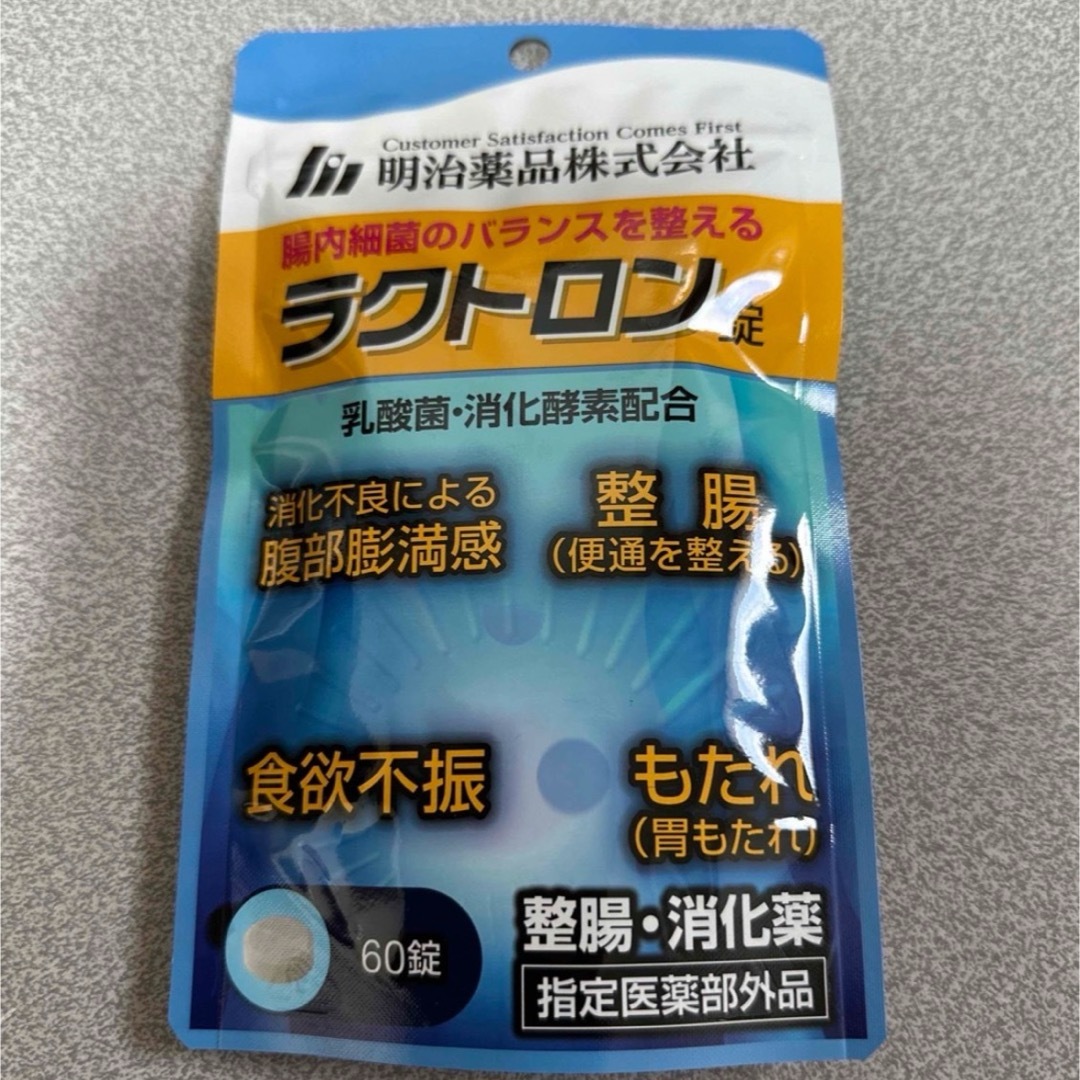 Customer Satisfaction Comes First
明治薬品株式会社
腸内細菌のバランスを整える
ラクトロン錠
乳酸菌・消化酵素配合
消化不良による
腹部膨満感
整腸
(便通を整える)
食欲不振
もたれ
(胃もたれ)
60錠
整腸・消化薬
指定医薬部外品